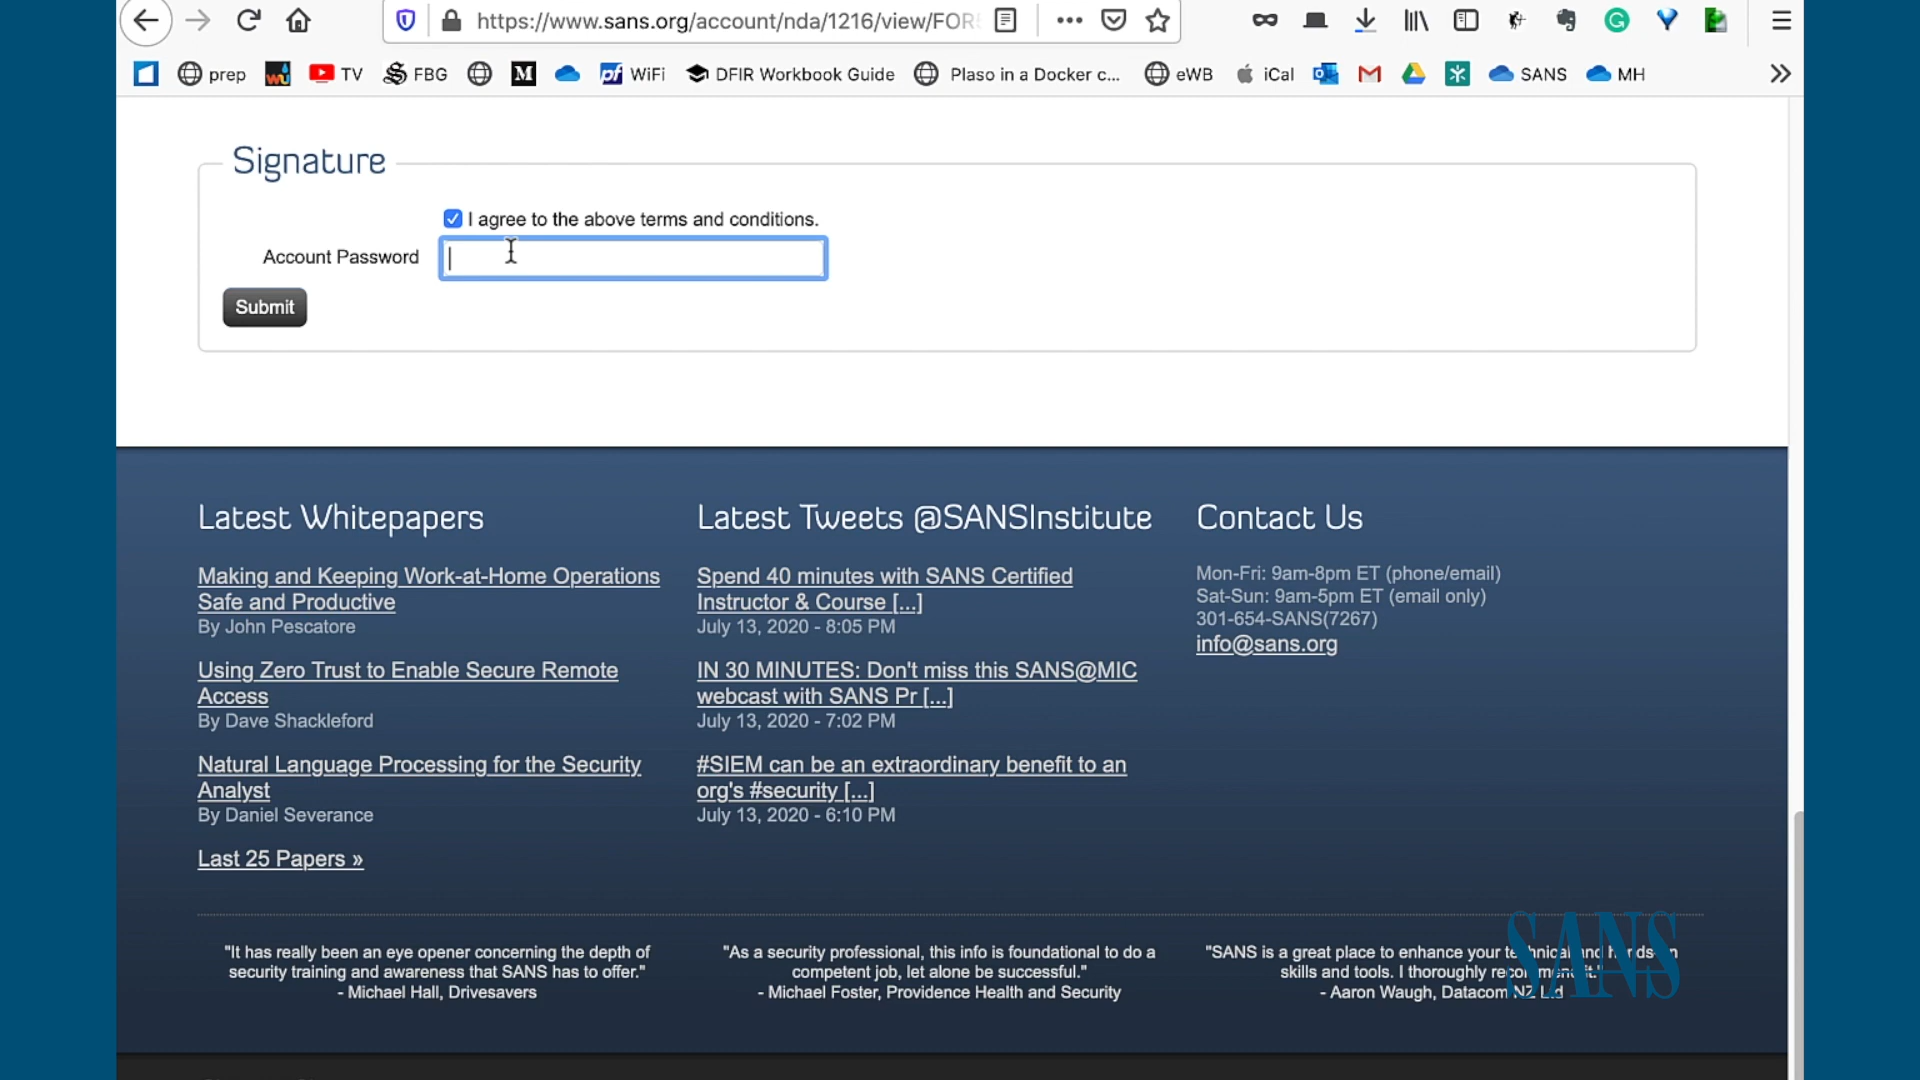 https://www.sans.org/account/nda/1216/view/FOR5
prep
TV
FBG
M
pf WiFi
DFIR Workbook Guide
Plaso in a Docker c...
eWB
iCal
SANS
MH
Signature
I agree to the above terms and conditions.
Account Password
Submit
Latest Whitepapers
Making and Keeping Work-at-Home Operations
Safe and Productive
By John Pescatore
Using Zero Trust to Enable Secure Remote
Access
By Dave Shackleford
Natural Language Processing for the Security
Analyst
By Daniel Severance
Last 25 Papers »
Latest Tweets @SANSInstitute
Spend 40 minutes with SANS Certified
Instructor & Course [...]
July 13, 2020 - 8:05 PM
IN 30 MINUTES: Don't miss this SANS@MIC
webcast with SANS Pr [...]
July 13, 2020 - 7:02 PM
#SIEM can be an extraordinary benefit to an
org's #security [...]
July 13, 2020 - 6:10 PM
Contact Us
Mon-Fri: 9am-8pm ET (phone/email)
Sat-Sun: 9am-5pm ET (email only)
301-654-SANS(7267)
info@sans.org
"It has really been an eye opener concerning the depth of
security training and awareness that SANS has to offer."
- Michael Hall, Drivesavers
"As a security professional, this info is foundational to do a
competent job, let alone be successful."
- Michael Foster, Providence Health and Security
"SANS is a great place to enhance your technical and hands-on
skills and tools. I thoroughly recommend it."
- Aaron Waugh, Datacom NZ Ltd
SANS